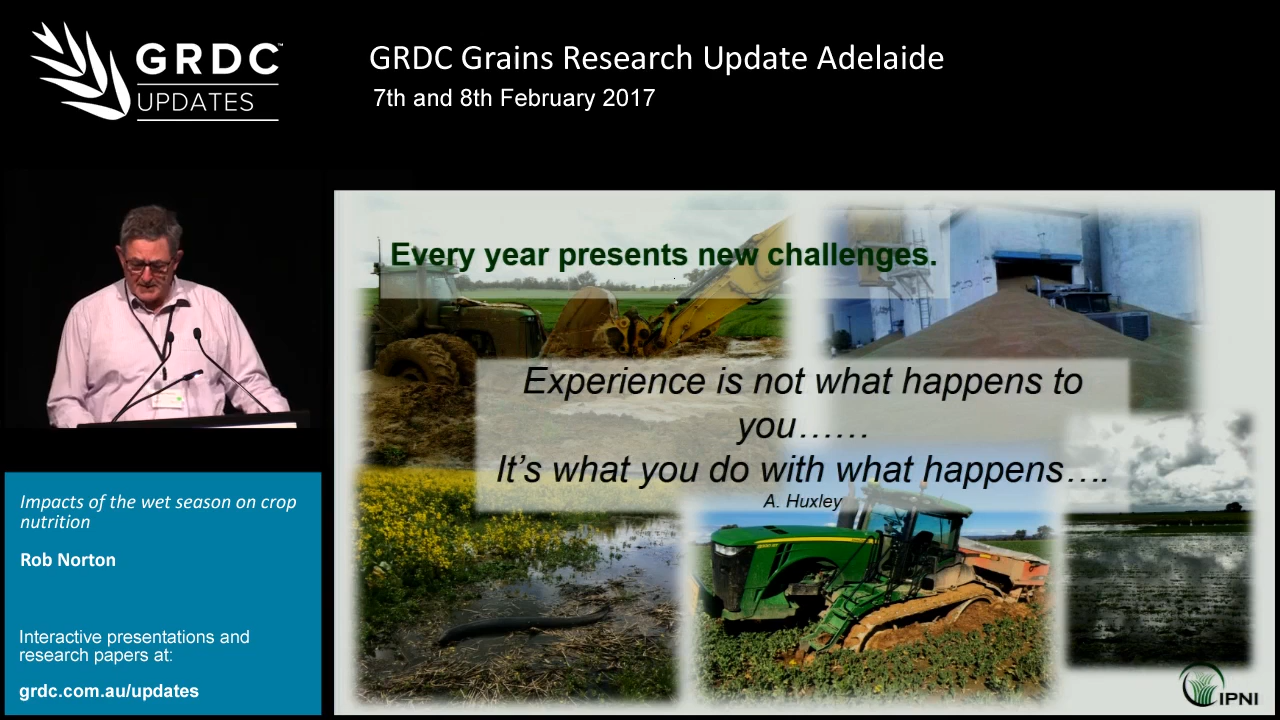 GRDC™
UPDATES
GRDC Grains Research Update Adelaide
7th and 8th February 2017
Every year presents new challenges.
Experience is not what happens to
you……
It’s what you do with what happens….
A. Huxley
Impacts of the wet season on crop
nutrition
Rob Norton
Interactive presentations and
research papers at:
grdc.com.au/updates
IPNI